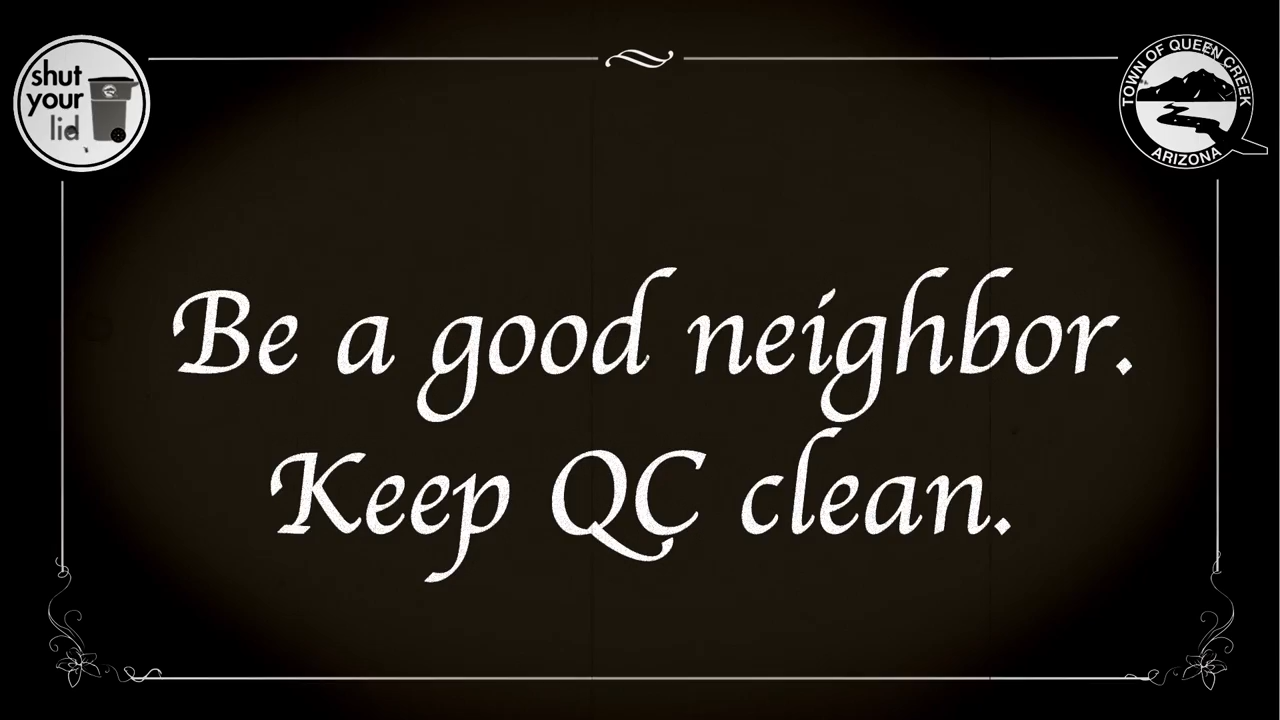 shut
your
lid
TOWN OF QUEEN CREEK
ARIZONA
Be a good neighbor.
Keep QC clean.